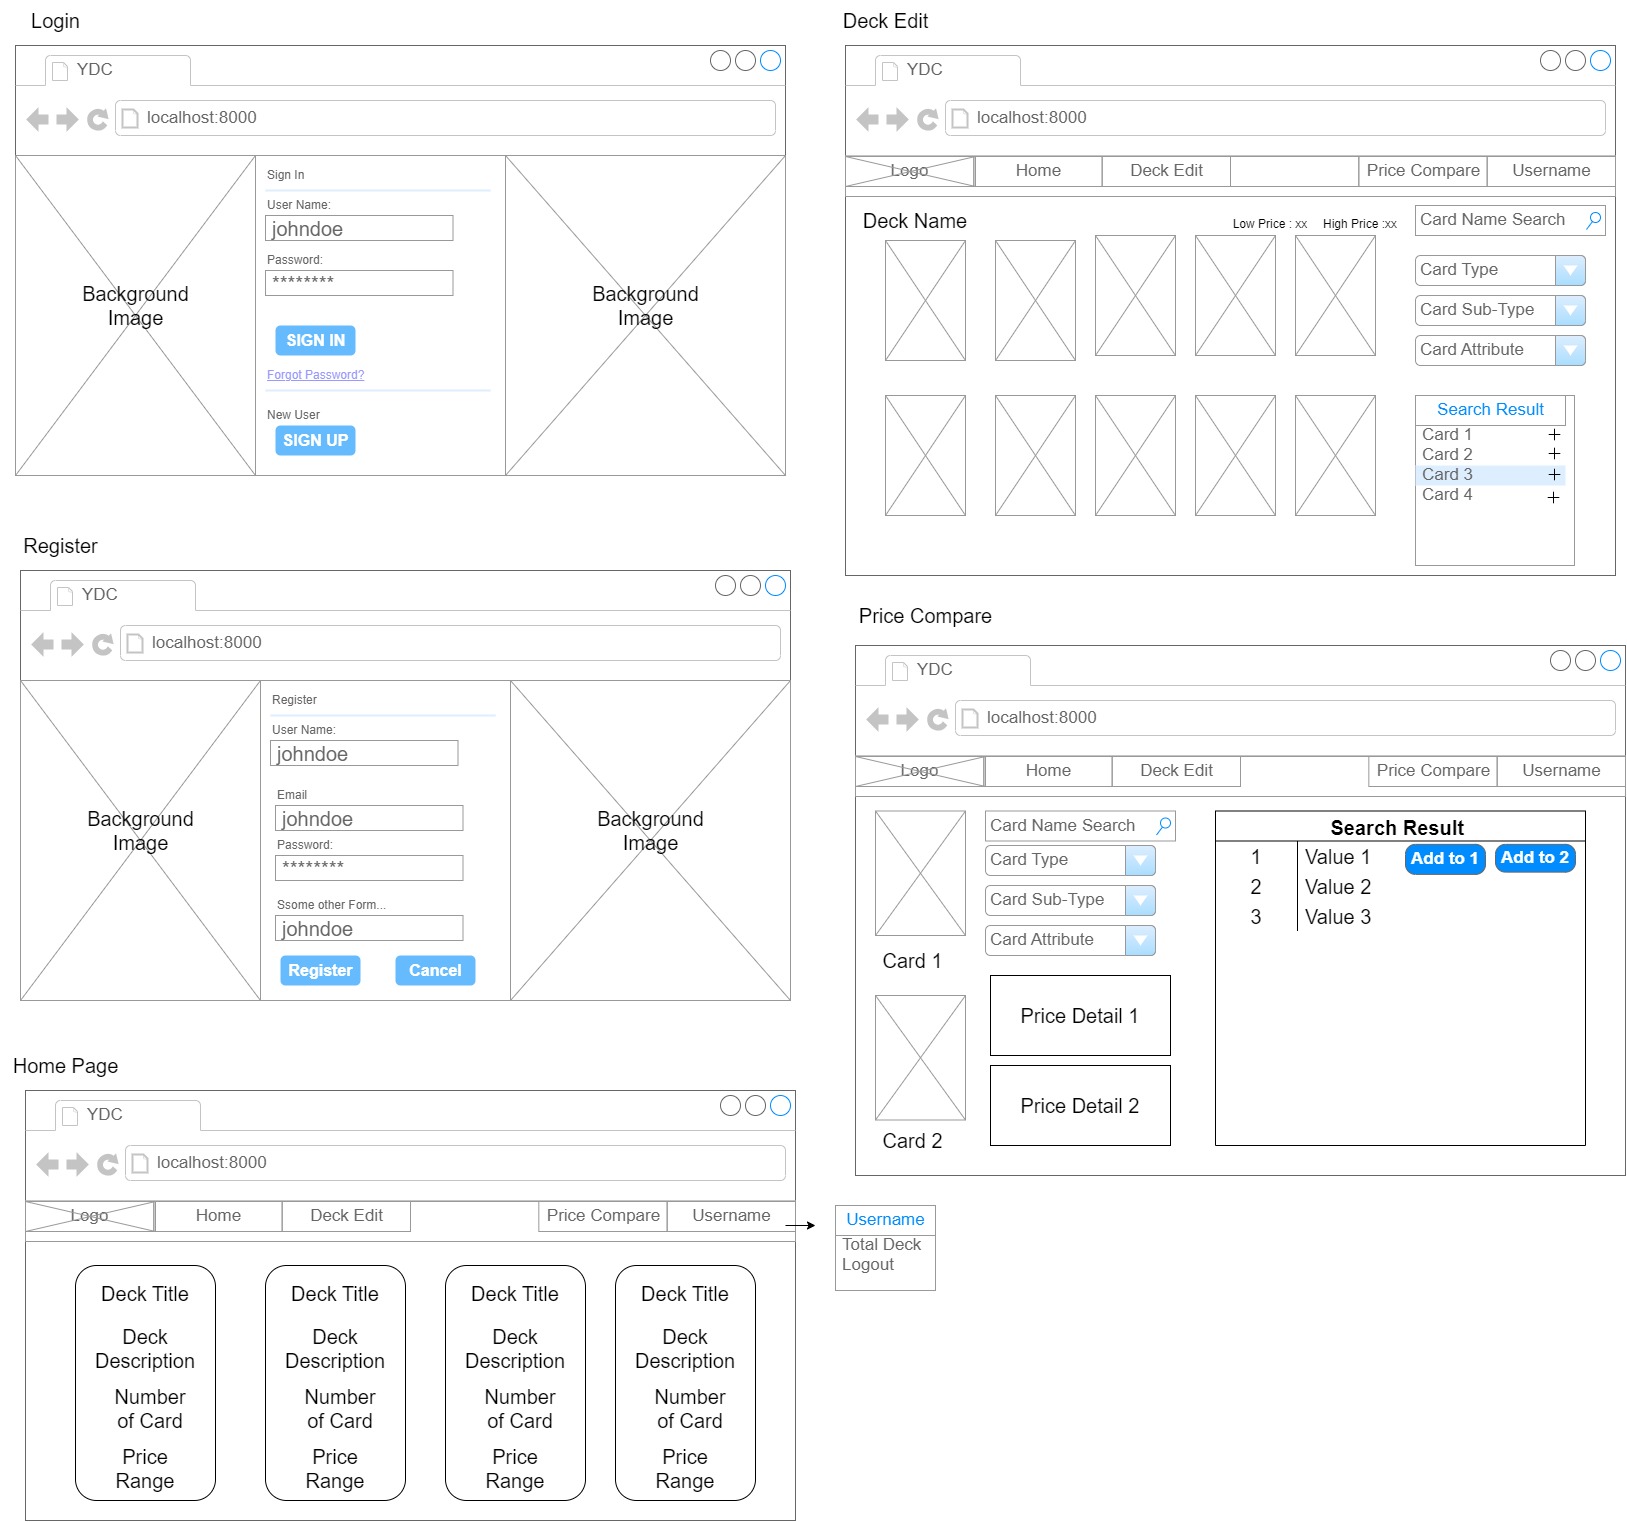 Login
YDC
localhost:8000
Sign In
User Name:
johndoe
Password:
********
Background
Image
Background
Image
SIGN IN
Forgot Password?
New User
SIGN UP
Register
YDC
localhost:8000
Register
User Name:
johndoe
Email
johndoe
Password:
********
Background
Image
Background
Image
Ssome other Form...
johndoe
Register
Cancel
Home Page
YDC
localhost:8000
Logo
Home
Deck Edit
Price Compare
Username
Deck Title
Deck
Description
Number
of Card
Price
Range
Deck Title
Deck
Description
Number
of Card
Price
Range
Deck Title
Deck
Description
Number
of Card
Price
Range
Deck Title
Deck
Description
Number
of Card
Price
Range
Username
Total Deck
Logout
Deck Edit
YDC
localhost:8000
Logo
Home
Deck Edit
Price Compare
Username
Deck Name
Low Price : xx
High Price :xx
Card Name Search
Card Type
Card Sub-Type
Card Attribute
Search Result
Card 1 +
Card 2 +
Card 3 +
Card 4 +
Price Compare
YDC
localhost:8000
Logo
Home
Deck Edit
Price Compare
Username
Card 1
Card 2
Card Name Search
Card Type
Card Sub-Type
Card Attribute
Price Detail 1
Price Detail 2
Search Result
1 Value 1 Add to 1 Add to 2
2 Value 2
3 Value 3